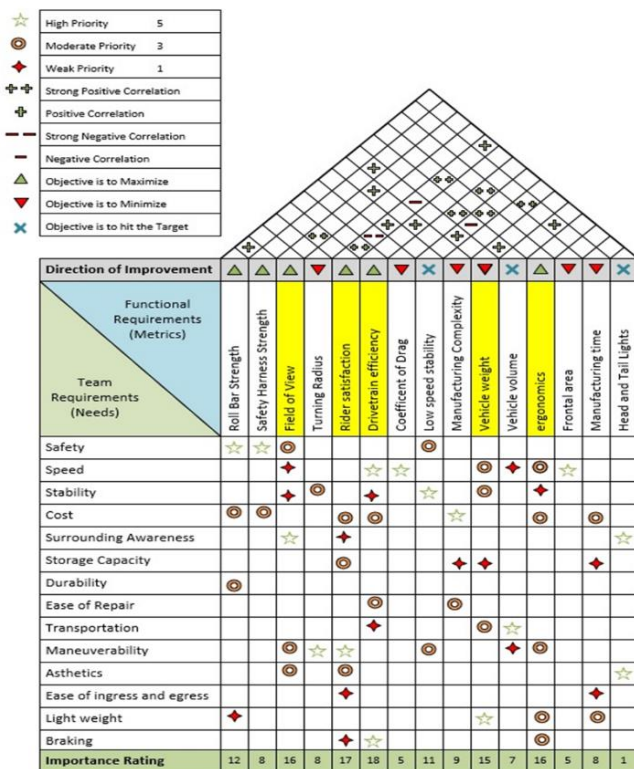 High Priority 5
Moderate Priority 3
Weak Priority 1
Strong Positive Correlation
Positive Correlation
Strong Negative Correlation
Negative Correlation
Objective is to Maximize
Objective is to Minimize
Objective is to hit the Target
Direction of Improvement
Functional
Requirements
(Metrics)
Team
Requirements
(Needs)
Roll Bar Strength
Safety Harness Strength
Field of View
Turning Radius
Rider satisfaction
Drivetrain efficiency
Coefficent of Drag
Low speed stability
Manufacturing Complexity
Vehicle weight
Vehicle volume
ergonomics
Frontal area
Manufacturing time
Head and Tail Lights
Safety
Speed
Stability
Cost
Surrounding Awareness
Storage Capacity
Durability
Ease of Repair
Transportation
Maneuverability
Asthetics
Ease of ingress and egress
Light weight
Braking
Importance Rating 12 8 16 17 18 5 11 9 15 7 16 5 8 1